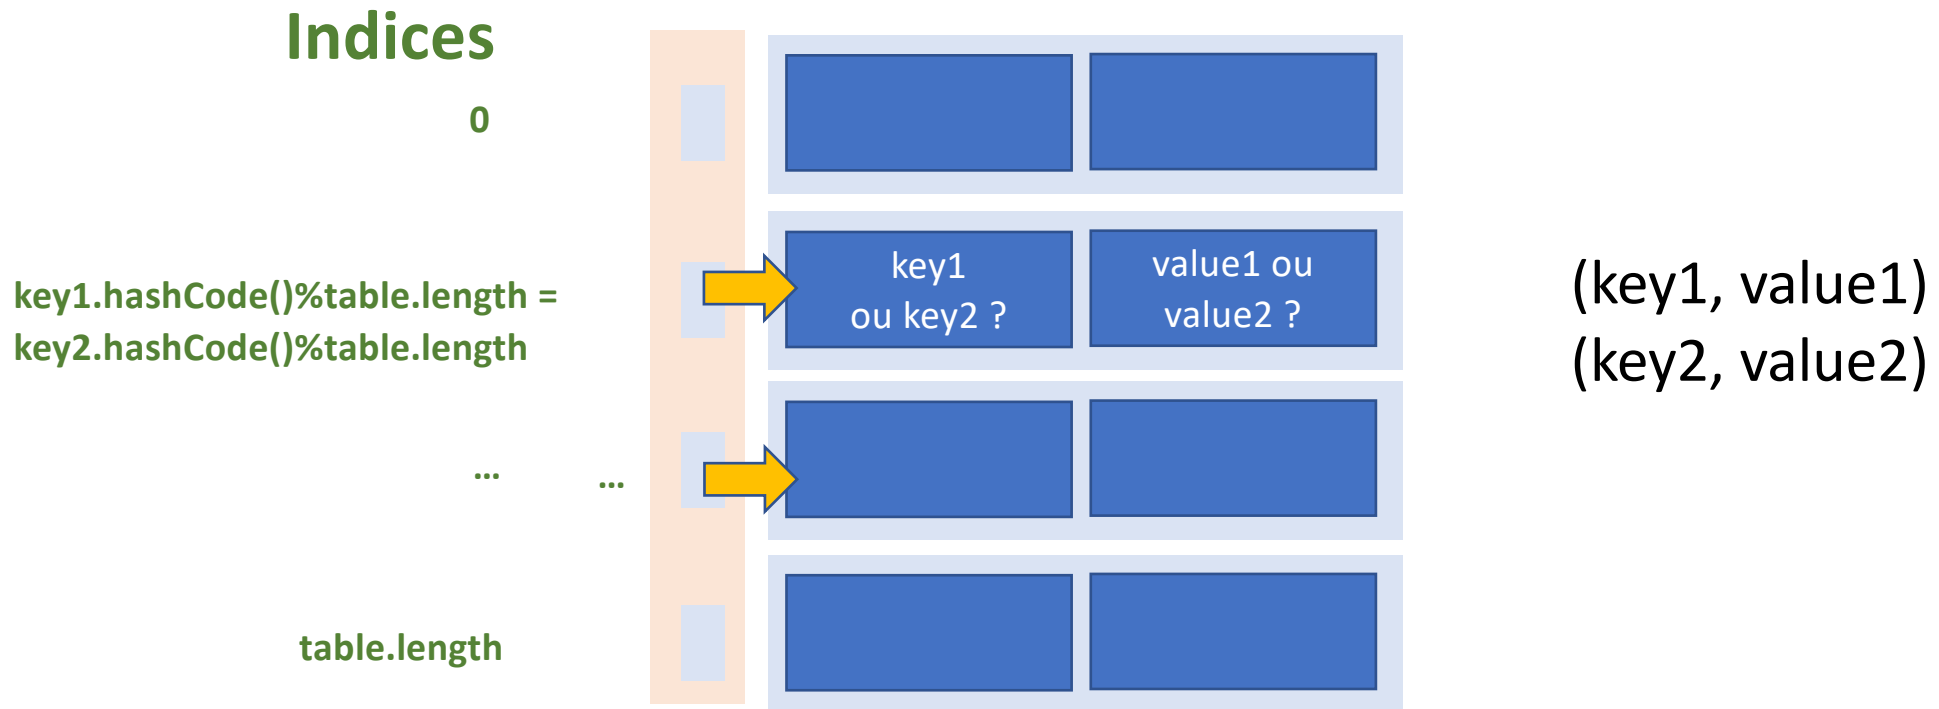 Indices
0
key1.hashCode()%table.length =
key2.hashCode()%table.length
key1
ou key2 ?
value1 ou
value2 ?
(key1, value1)
(key2, value2)
...
...
table.length